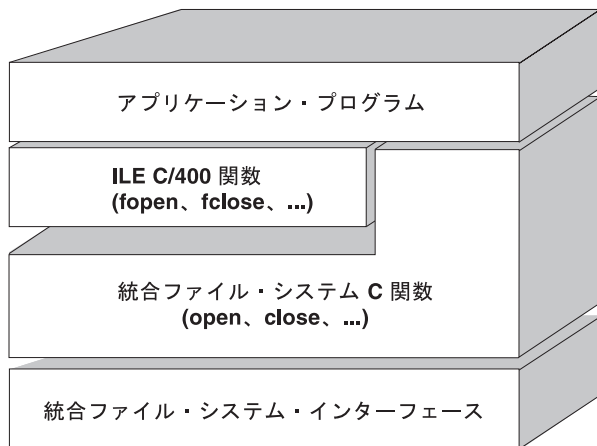 アプリケーション・プログラム
ILE C/400 関数
(fopen、fclose、...)
統合ファイル・システム C 関数
(open、close、...)
統合ファイル・システム・インターフェース